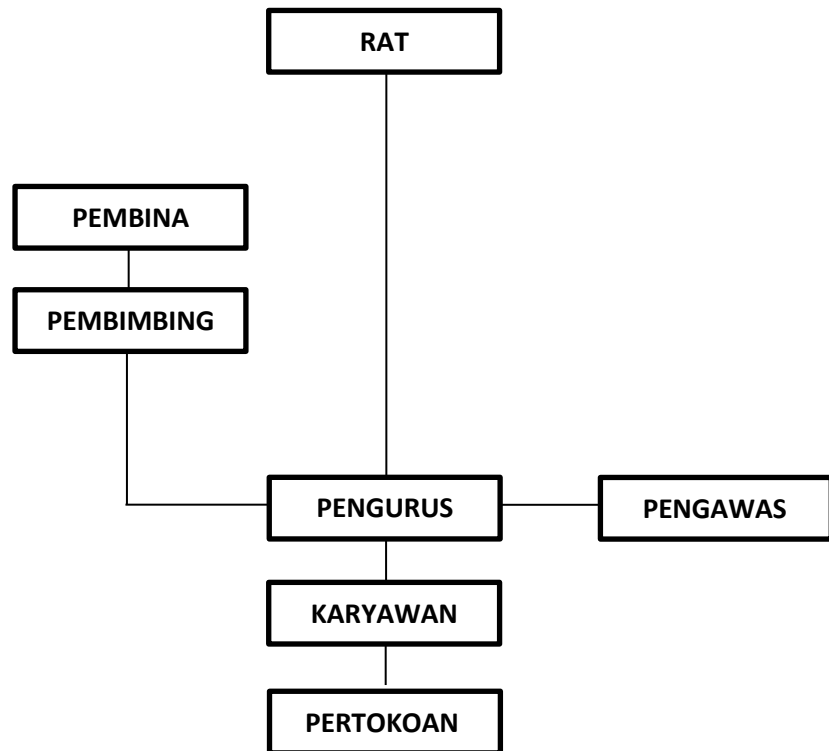 RAT
PEMBINA
PEMBIMBING
PENGURUS
PENGAWAS
KARYAWAN
PERTOKOAN